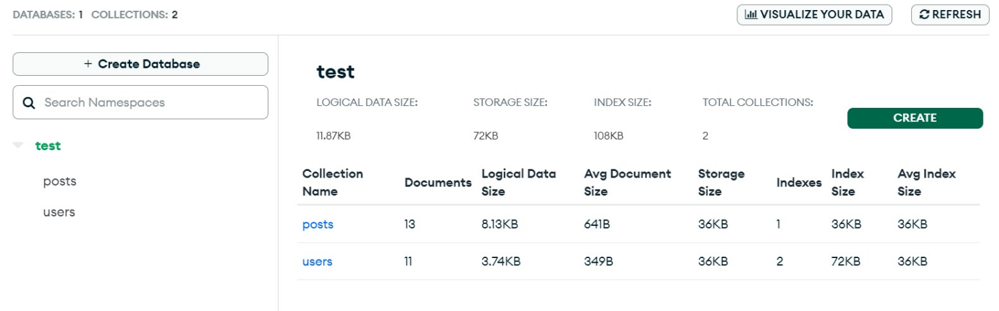 DATABASES: 1 COLLECTIONS: 2
VISUALIZE YOUR DATA
REFRESH
+ Create Database
Search Namespaces
test
posts
users
test
LOGICAL DATA SIZE: STORAGE SIZE: INDEX SIZE: TOTAL COLLECTIONS:
11.87KB 72KB 108KB 2
CREATE
Collection Name Documents Logical Data Size Avg Document Size Storage Size Indexes Index Size Avg Index Size
posts 13 8.13KB 641B 36KB 1 36KB 36KB
users 11 3.74KB 349B 36KB 2 72KB 36KB